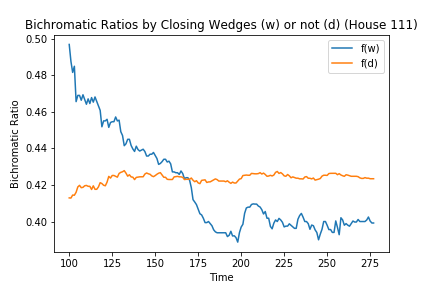 Bichromatic Ratios by Closing Wedges (w) or not (d) (House 111)
f(w)
f(d)
Bichromatic Ratio
0.50
0.48
0.46
0.44
0.42
0.40
100 125 150 175 200 225 250 275
Time